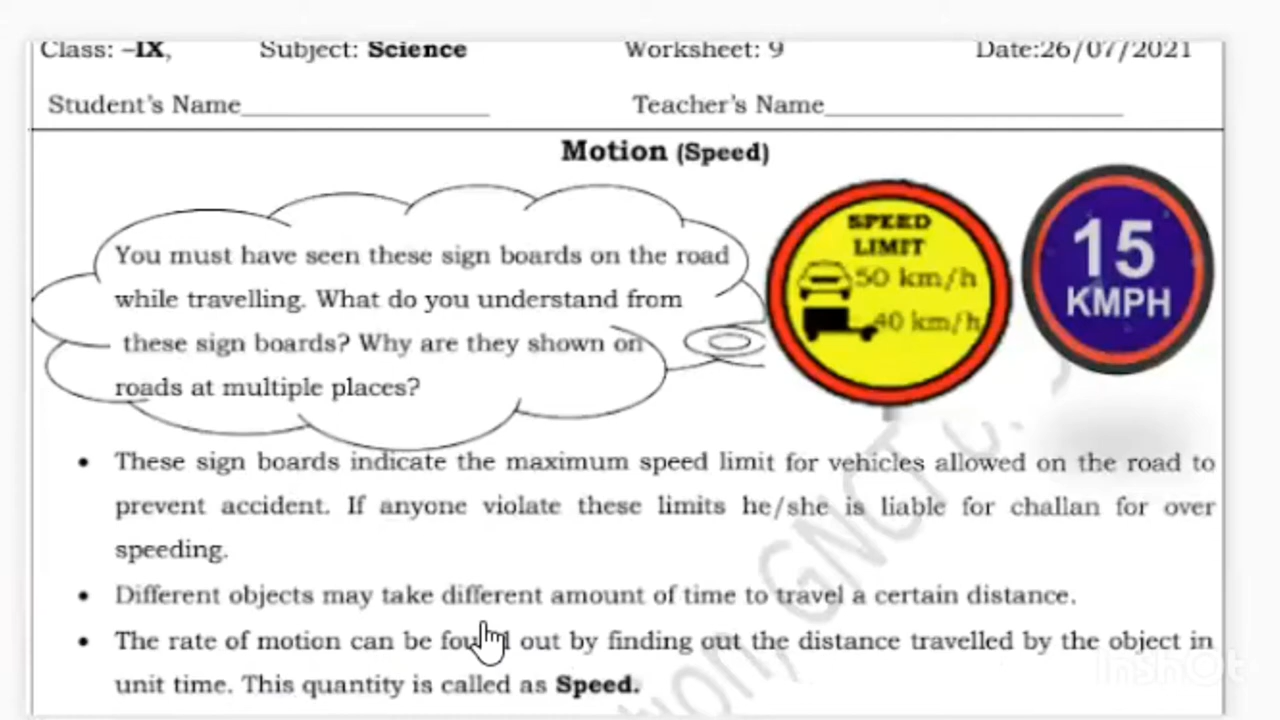 Class: –IX, Subject: Science Worksheet: 9 Date:26/07/2021
Student's Name_______________ Teacher's Name_______________
Motion (Speed)
You must have seen these sign boards on the road
while travelling. What do you understand from
these sign boards? Why are they shown on
roads at multiple places?
SPEED
LIMIT
50 km/h
40 km/h
15
KMPH
• These sign boards indicate the maximum speed limit for vehicles allowed on the road to
prevent accident. If anyone violate these limits he/she is liable for challan for over
speeding.
• Different objects may take different amount of time to travel a certain distance.
• The rate of motion can be found out by finding out the distance travelled by the object in
unit time. This quantity is called as Speed.
GNCT
InShOt